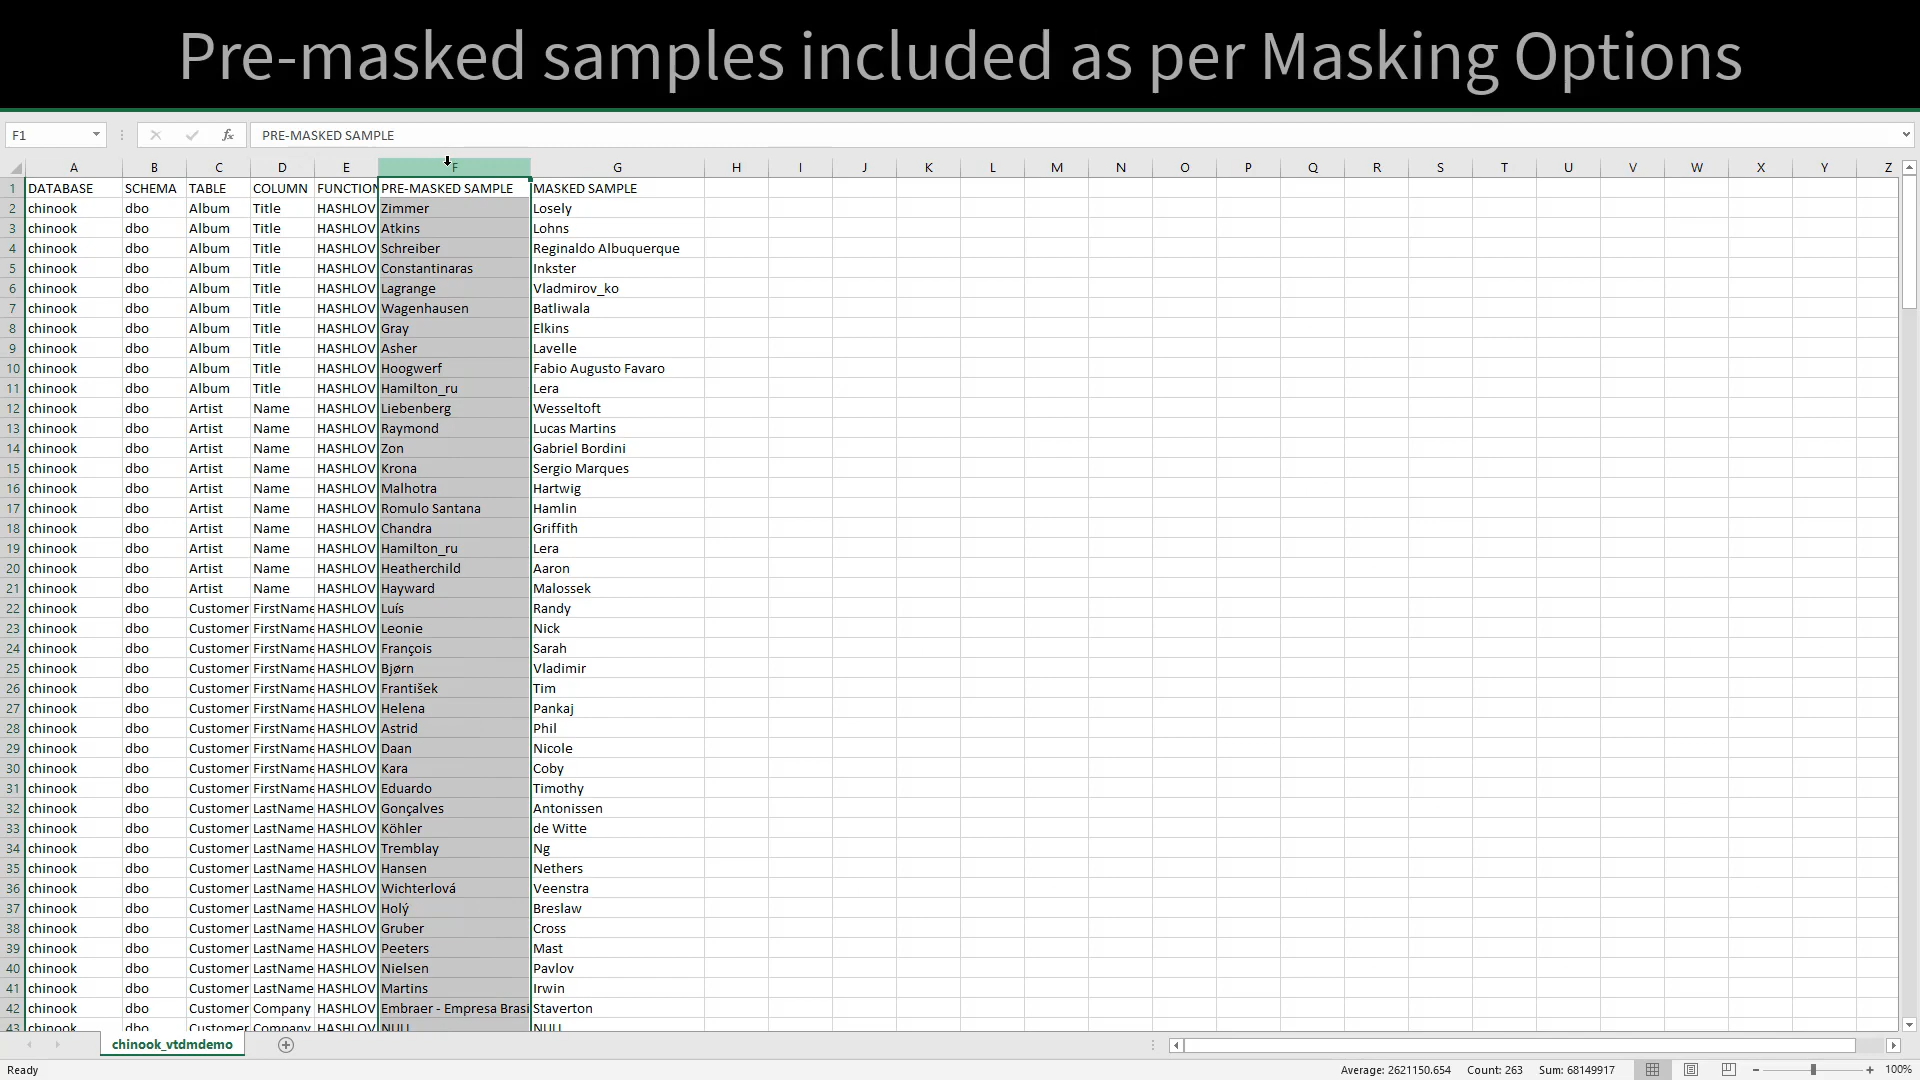 Pre-masked samples included as per Masking Options
F1 fx PRE-MASKED SAMPLE
A B C D E F G H I J K L M N O P Q R S T U V W X Y Z
1 DATABASE SCHEMA TABLE COLUMN FUNCTION PRE-MASKED SAMPLE MASKED SAMPLE
2 chinook dbo Album Title HASHLOV Zimmer Losely
3 chinook dbo Album Title HASHLOV Atkins Lohns
4 chinook dbo Album Title HASHLOV Schreiber Reginaldo Albuquerque
5 chinook dbo Album Title HASHLOV Constantinaras Inkster
6 chinook dbo Album Title HASHLOV Lagrange Vladmirov_ko
7 chinook dbo Album Title HASHLOV Wagenhausen Batliwala
8 chinook dbo Album Title HASHLOV Gray Elkins
9 chinook dbo Album Title HASHLOV Asher Lavelle
10 chinook dbo Album Title HASHLOV Hoogwerf Fabio Augusto Favaro
11 chinook dbo Album Title HASHLOV Hamilton_ru Lera
12 chinook dbo Artist Name HASHLOV Liebenberg Wesseltoft
13 chinook dbo Artist Name HASHLOV Raymond Lucas Martins
14 chinook dbo Artist Name HASHLOV Zon Gabriel Bordini
15 chinook dbo Artist Name HASHLOV Krona Sergio Marques
16 chinook dbo Artist Name HASHLOV Malhotra Hartwig
17 chinook dbo Artist Name HASHLOV Romulo Santana Hamlin
18 chinook dbo Artist Name HASHLOV Chandra Griffith
19 chinook dbo Artist Name HASHLOV Hamilton_ru Lera
20 chinook dbo Artist Name HASHLOV Heatherchild Aaron
21 chinook dbo Artist Name HASHLOV Hayward Malossek
22 chinook dbo Customer FirstName HASHLOV Luís Randy
23 chinook dbo Customer FirstName HASHLOV Leonie Nick
24 chinook dbo Customer FirstName HASHLOV François Sarah
25 chinook dbo Customer FirstName HASHLOV Bjørn Vladimir
26 chinook dbo Customer FirstName HASHLOV František Tim
27 chinook dbo Customer FirstName HASHLOV Helena Pankaj
28 chinook dbo Customer FirstName HASHLOV Astrid Phil
29 chinook dbo Customer FirstName HASHLOV Daan Nicole
30 chinook dbo Customer FirstName HASHLOV Kara Coby
31 chinook dbo Customer FirstName HASHLOV Eduardo Timothy
32 chinook dbo Customer LastName HASHLOV Gonçalves Antonissen
33 chinook dbo Customer LastName HASHLOV Köhler de Witte
34 chinook dbo Customer LastName HASHLOV Tremblay Ng
35 chinook dbo Customer LastName HASHLOV Hansen Nethers
36 chinook dbo Customer LastName HASHLOV Wichterlová Veenstra
37 chinook dbo Customer LastName HASHLOV Holý Breslaw
38 chinook dbo Customer LastName HASHLOV Gruber Cross
39 chinook dbo Customer LastName HASHLOV Peeters Mast
40 chinook dbo Customer LastName HASHLOV Nielsen Pavlov
41 chinook dbo Customer LastName HASHLOV Martins Irwin
42 chinook dbo Customer Company HASHLOV Embraer - Empresa Brasi Staverton
43 chinook dbo Customer Company HASHLOV NULL NULL
chinook_vtdmdemo
Ready Average: 2621150.654 Count: 263 Sum: 68149917 100%